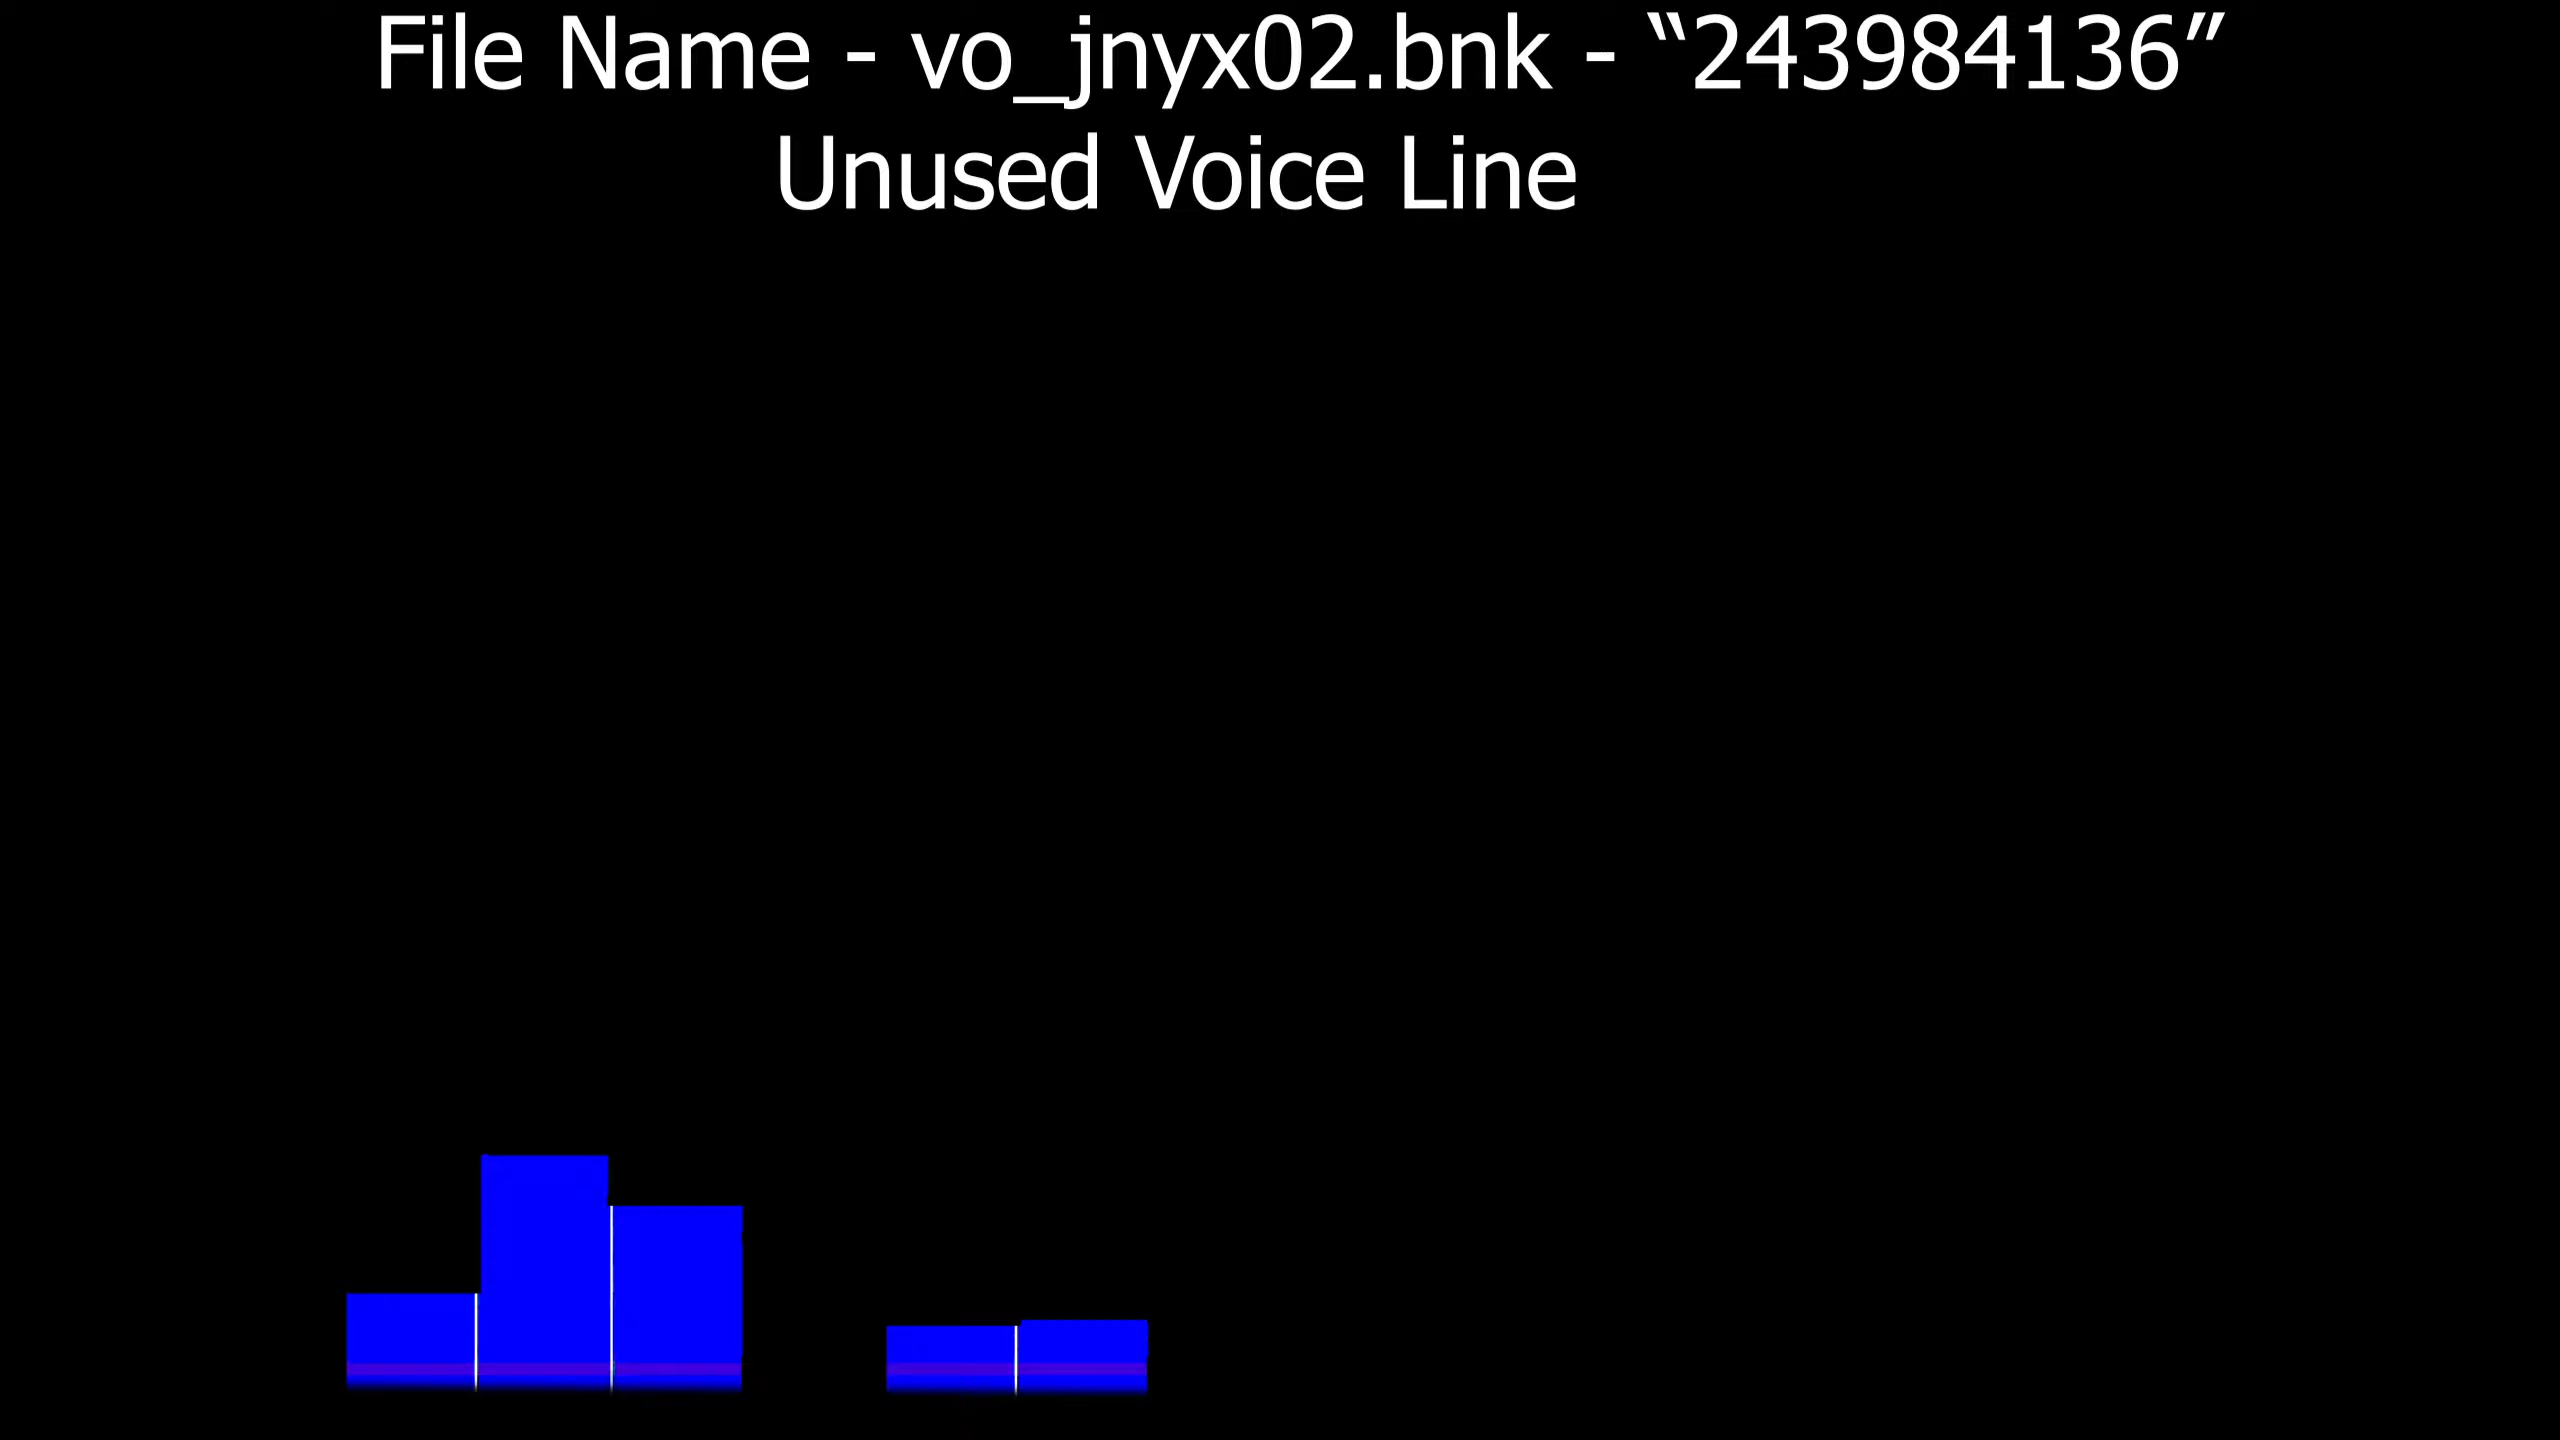 File Name - vo_jnyx02.bnk - “243984136”
Unused Voice Line